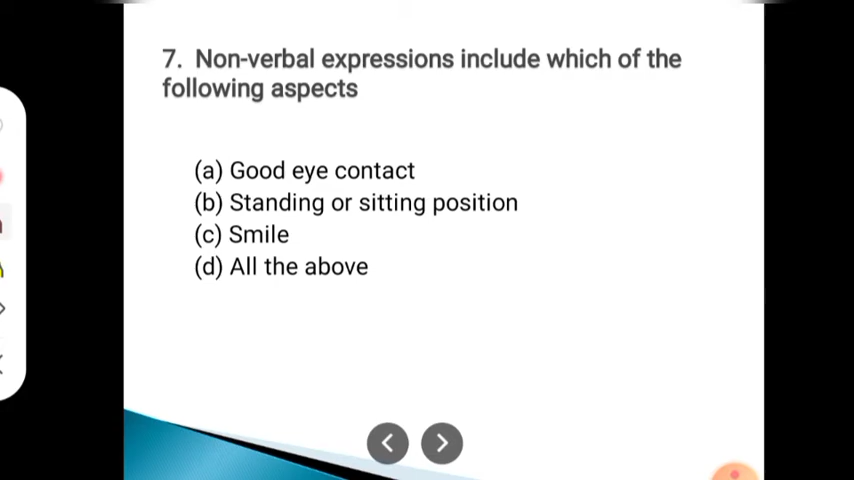 7. Non-verbal expressions include which of the
following aspects
(a) Good eye contact
(b) Standing or sitting position
(c) Smile
(d) All the above